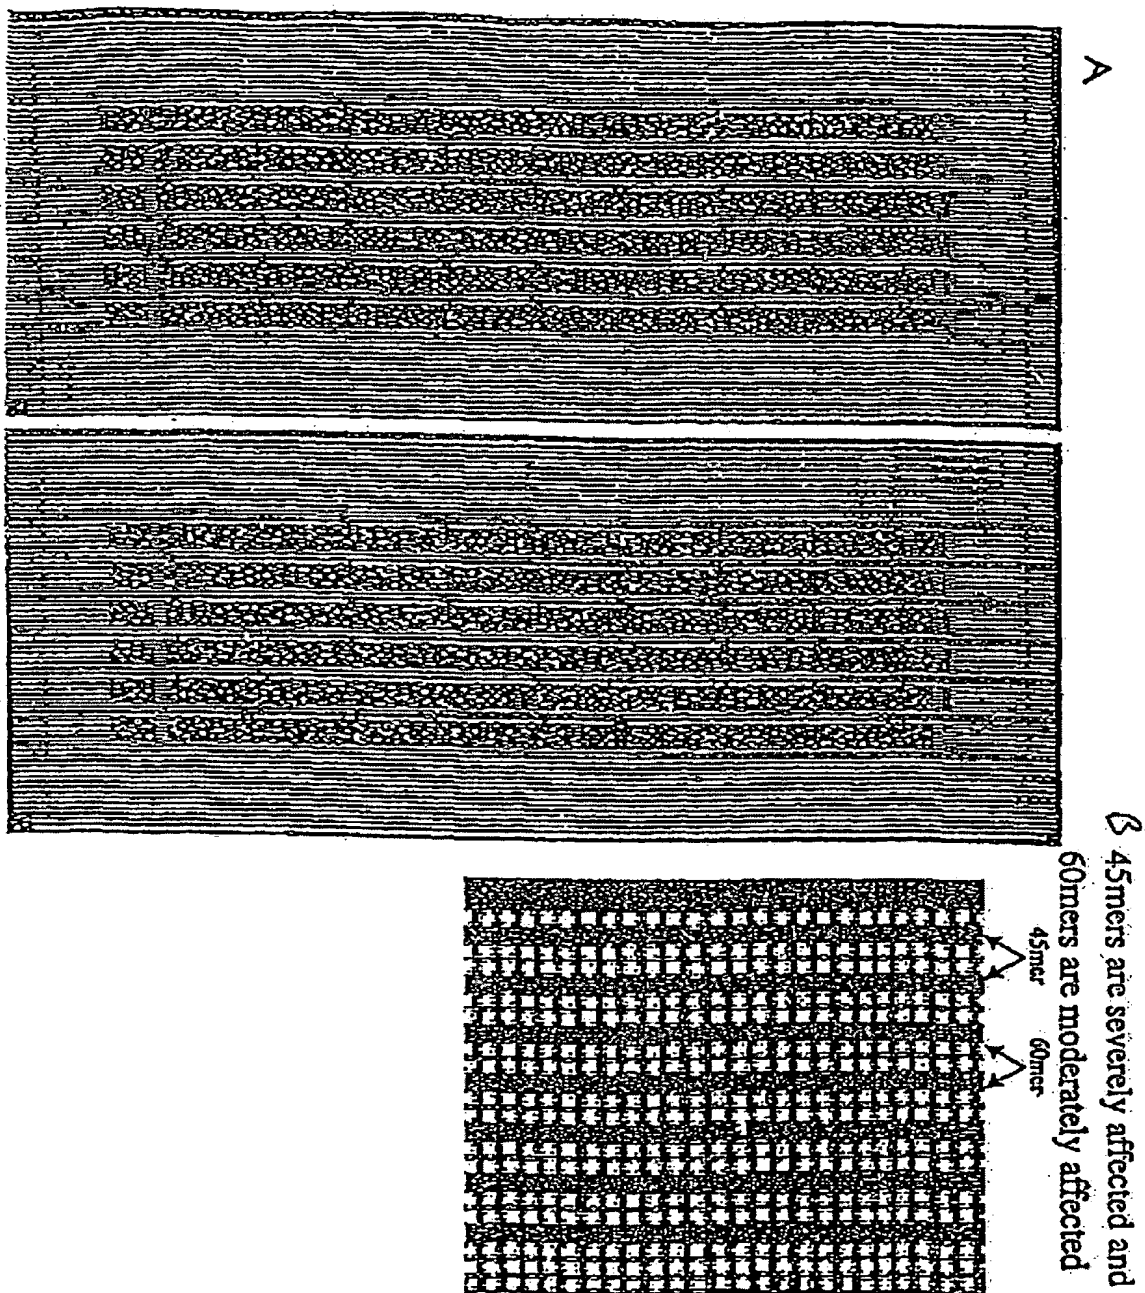 A
B 45mers are severely affected and
60mers are moderately affected
45mer
60mer